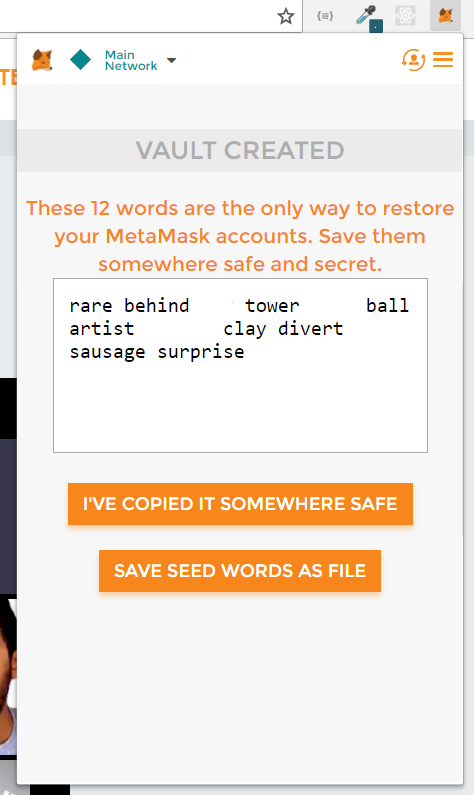 TE
{≡}
Main
Network
VAULT CREATED
These 12 words are the only way to restore
your MetaMask accounts. Save them
somewhere safe and secret.
rare behind tower ball
artist clay divert
sausage surprise
I'VE COPIED IT SOMEWHERE SAFE
SAVE SEED WORDS AS FILE